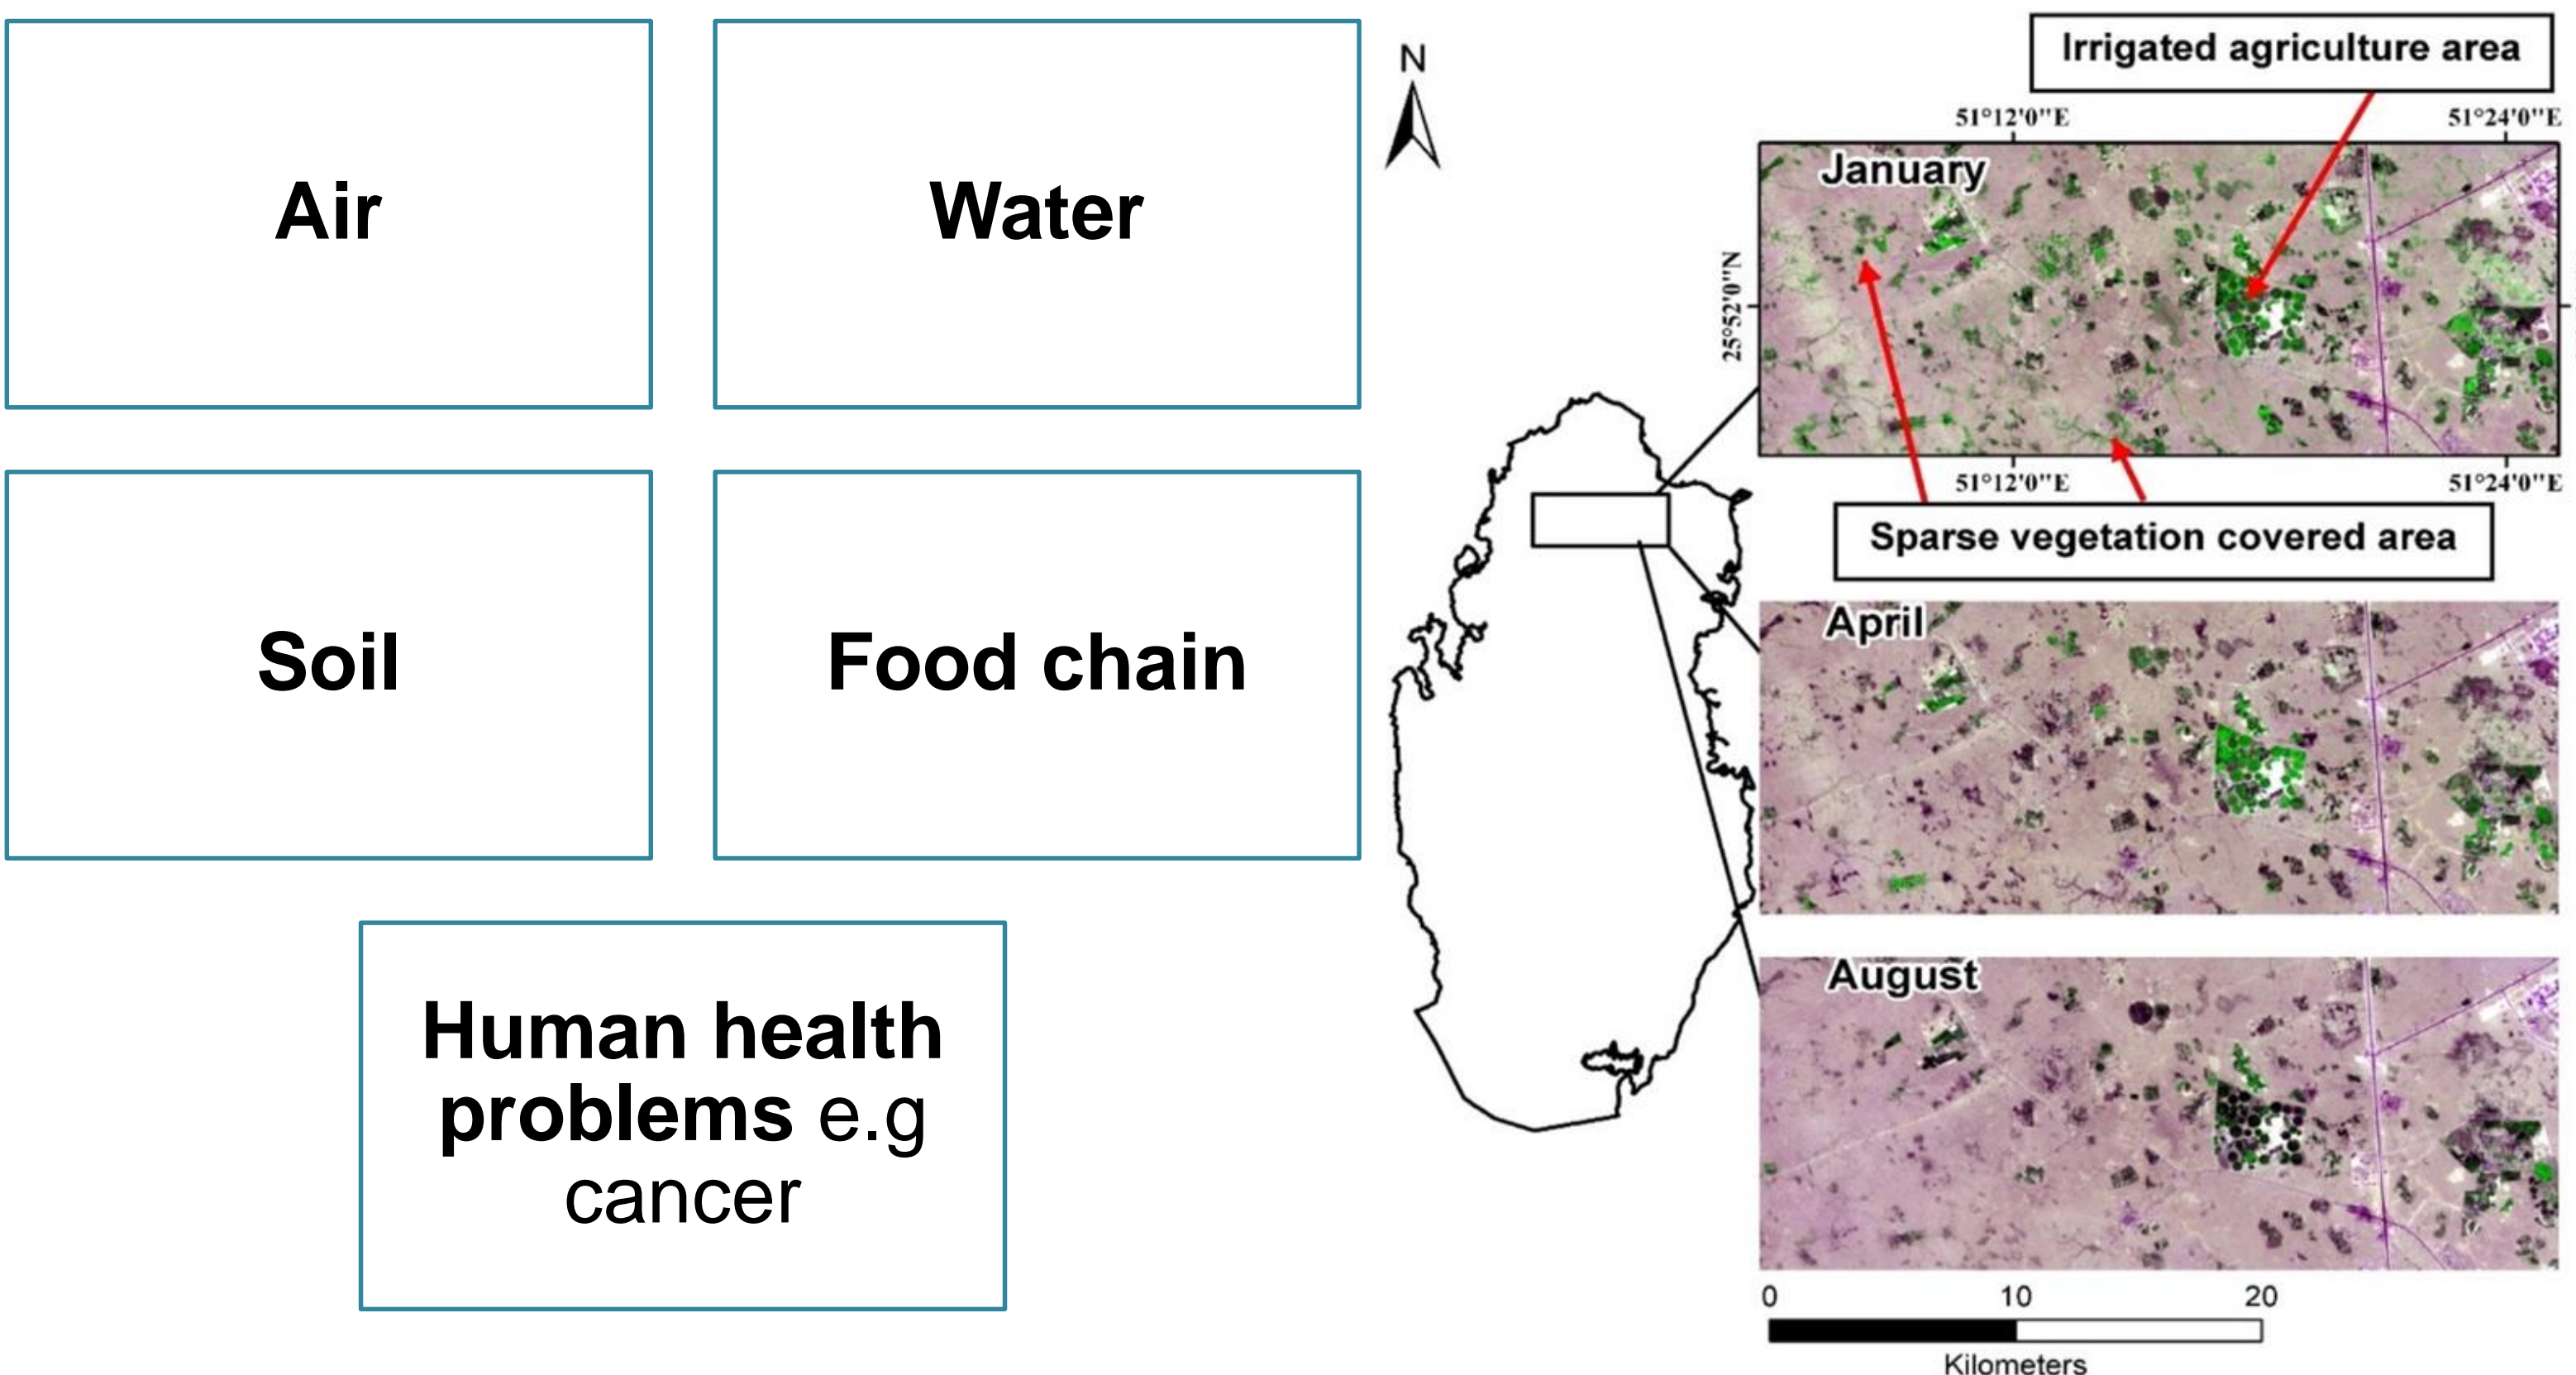 Air
Water
Soil
Food chain
Human health
problems e.g
cancer
N
Irrigated agriculture area
51°12'0"E
51°24'0"E
January
25°52'0"N
51°12'0"E
51°24'0"E
Sparse vegetation covered area
April
August
0
10
20
Kilometers